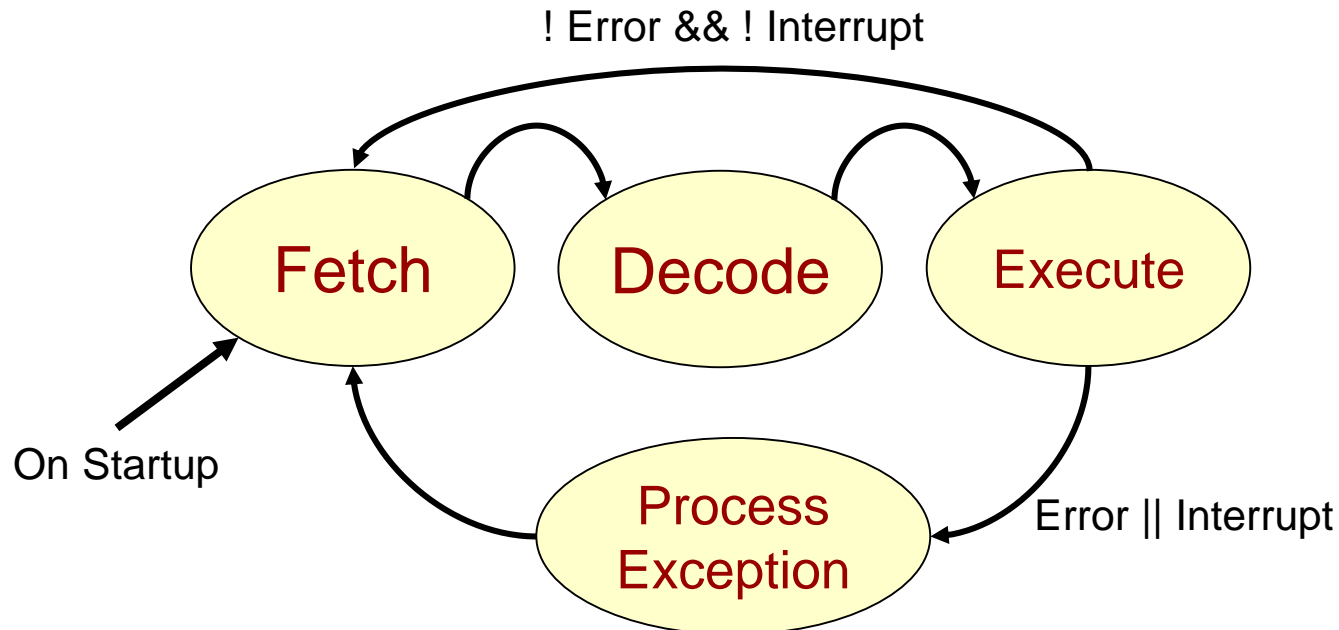 ! Error && ! Interrupt
Fetch
Decode
Execute
On Startup
Process
Exception
Error || Interrupt